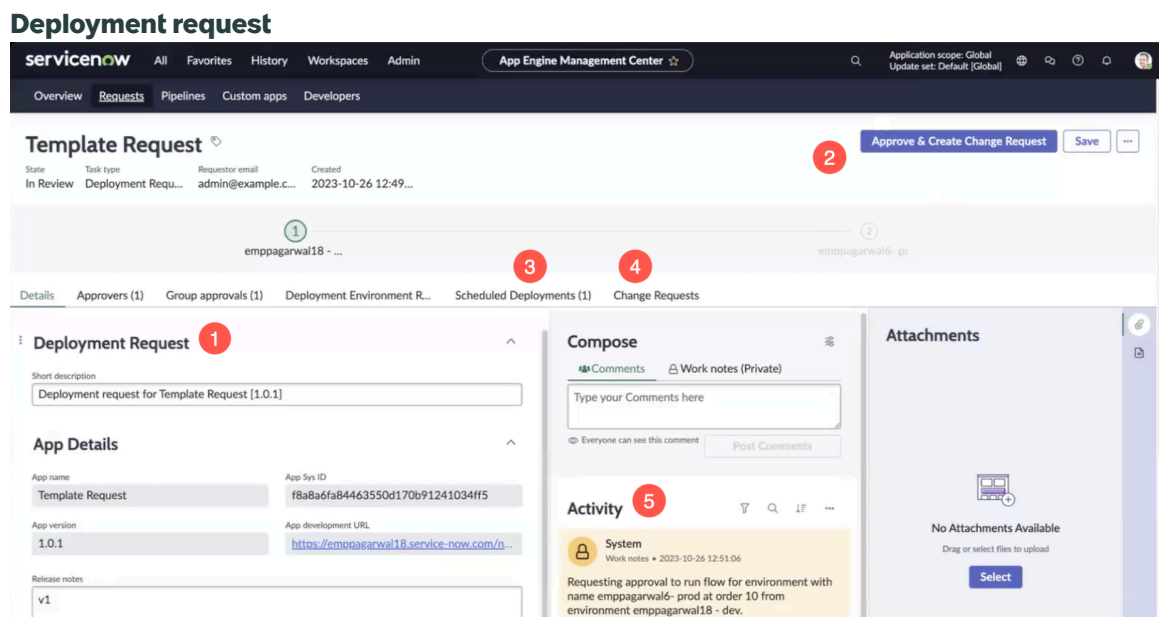 Deployment request
servicenow All Favorites History Workspaces Admin App Engine Management Center Application scope: Global
Update set: Default [Global]
Overview Requests Pipelines Custom apps Developers
Template Request
2
Approve & Create Change Request Save
State Task type Requestor email Created
In Review Deployment Requ... admin@example.c... 2023-10-26 12:49...
1 2
emppagarwal18 - ... emppagarwal6- pr
3 4
Details Approvers (1) Group approvals (1) Deployment Environment R... Scheduled Deployments (1) Change Requests
Deployment Request 1
Short description
Deployment request for Template Request [1.0.1]
App Details
App name App Sys ID
Template Request f8a8a6fa84463550d170b91241034ff5
App version App development URL
1.0.1 https://emppagarwal18.service-now.com/n...
Release notes
v1
Compose
Comments Work notes (Private)
Type your Comments here
Everyone can see this comment Post Comments
Activity 5
System
Work notes • 2023-10-26 12:51:06
Requesting approval to run flow for environment with
name emppagarwal6- prod at order 10 from
environment emppagarwal18 - dev.
Attachments
No Attachments Available
Drag or select files to upload
Select